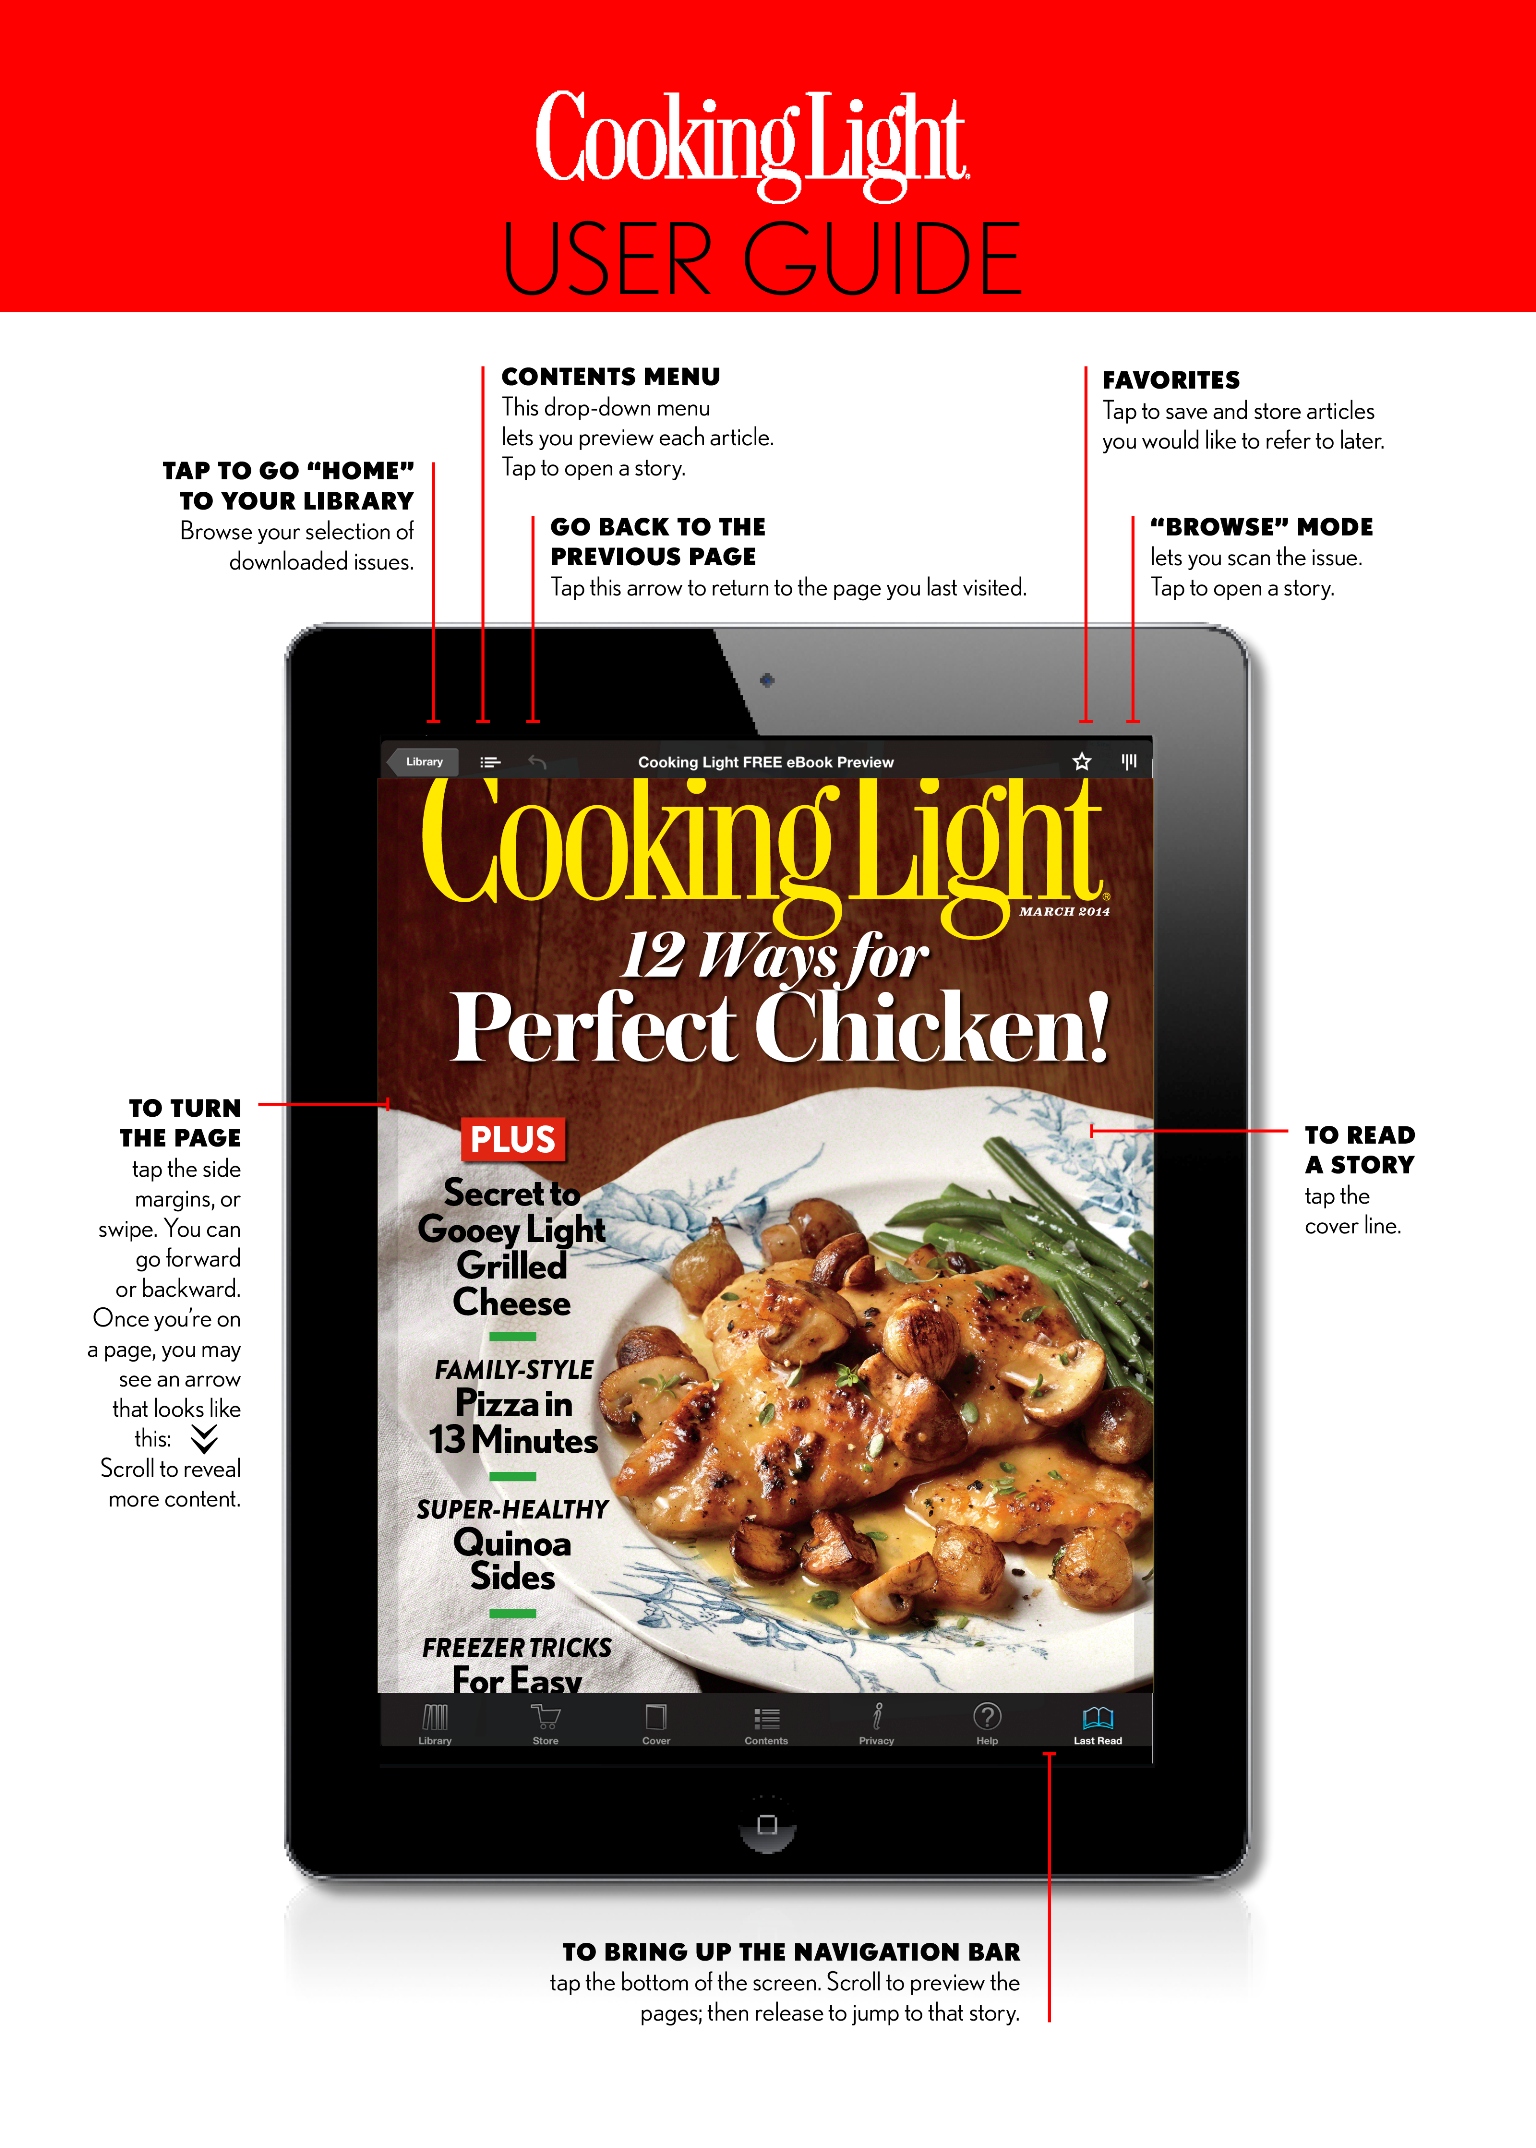 Cooking Light®
USER GUIDE
CONTENTS MENU
This drop-down menu
lets you preview each article.
Tap to open a story.
FAVORITES
Tap to save and store articles
you would like to refer to later.
TAP TO GO “HOME”
TO YOUR LIBRARY
Browse your selection of
downloaded issues.
GO BACK TO THE
PREVIOUS PAGE
Tap this arrow to return to the page you last visited.
“BROWSE” MODE
lets you scan the issue.
Tap to open a story.
Library
Cooking Light FREE eBook Preview
Cooking Light®
MARCH 2014
12 Ways for
Perfect Chicken!
TO TURN
THE PAGE
tap the side
margins, or
swipe. You can
go forward
or backward.
Once you’re on
a page, you may
see an arrow
that looks like
this:
Scroll to reveal
more content.
PLUS
Secret to
Gooey Light
Grilled
Cheese
FAMILY-STYLE
Pizza in
13 Minutes
SUPER-HEALTHY
Quinoa
Sides
FREEZER TRICKS
For Easy
TO READ
A STORY
tap the
cover line.
Library Store Cover Contents Privacy Help Last Read
TO BRING UP THE NAVIGATION BAR
tap the bottom of the screen. Scroll to preview the
pages; then release to jump to that story.